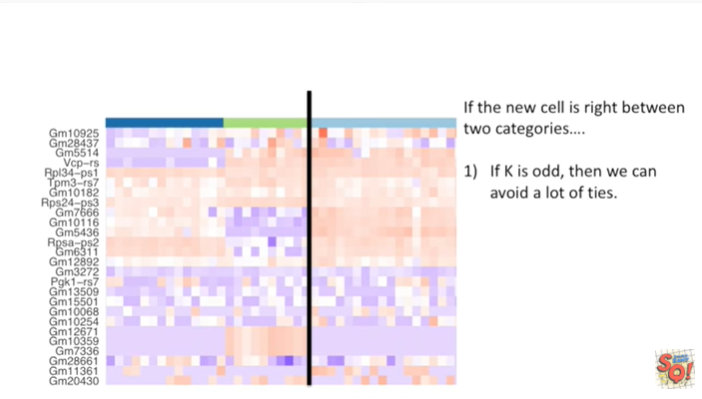 If the new cell is right between
two categories....
1) If K is odd, then we can
avoid a lot of ties.
Gm10925
Gm28437
Gm5514
Vcp-rs
Rpl34-ps1
Tpm3-rs7
Gm10182
Rps24-ps3
Gm7666
Gm10116
Gm5436
Rpsa-ps2
Gm6311
Gm12892
Gm3272
Pgk1-rs7
Gm13509
Gm15501
Gm10068
Gm10254
Gm12671
Gm10359
Gm7336
Gm28661
Gm11361
Gm20430
SQ!